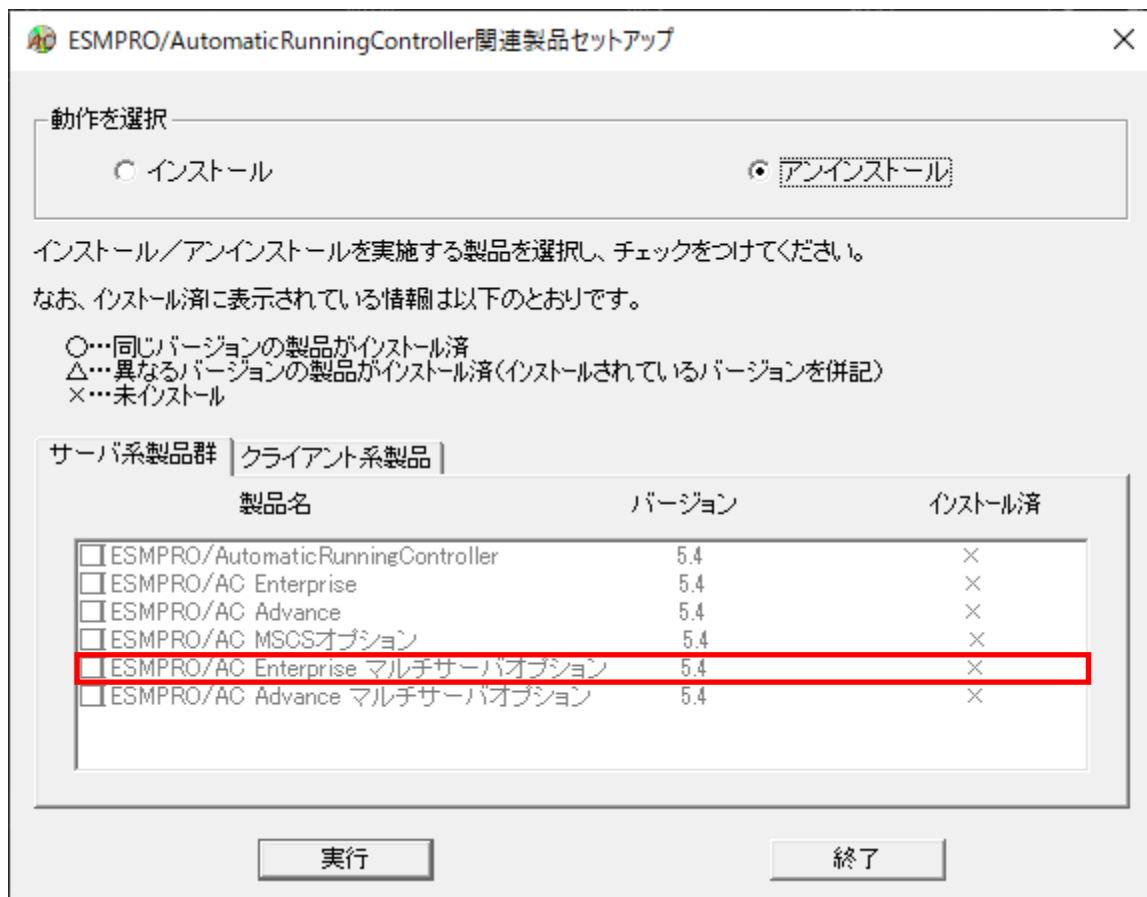 ESMPRO/AutomaticRunningController関連製品セットアップ
動作を選択
インストール アンインストール
インストール／アンインストールを実施する製品を選択し、チェックをつけてください。
なお、インストール済に表示されている情報は以下のとおりです。
○…同じバージョンの製品がインストール済
△…異なるバージョンの製品がインストール済(インストールされているバージョンを併記)
×…未インストール
サーバ系製品群 クライアント系製品
製品名 バージョン インストール済
ESMPRO/AutomaticRunningController 5.4 ×
ESMPRO/AC Enterprise 5.4 ×
ESMPRO/AC Advance 5.4 ×
ESMPRO/AC MSCSオプション 5.4 ×
ESMPRO/AC Enterprise マルチサーバオプション 5.4 ×
ESMPRO/AC Advance マルチサーバオプション 5.4 ×
実行 終了